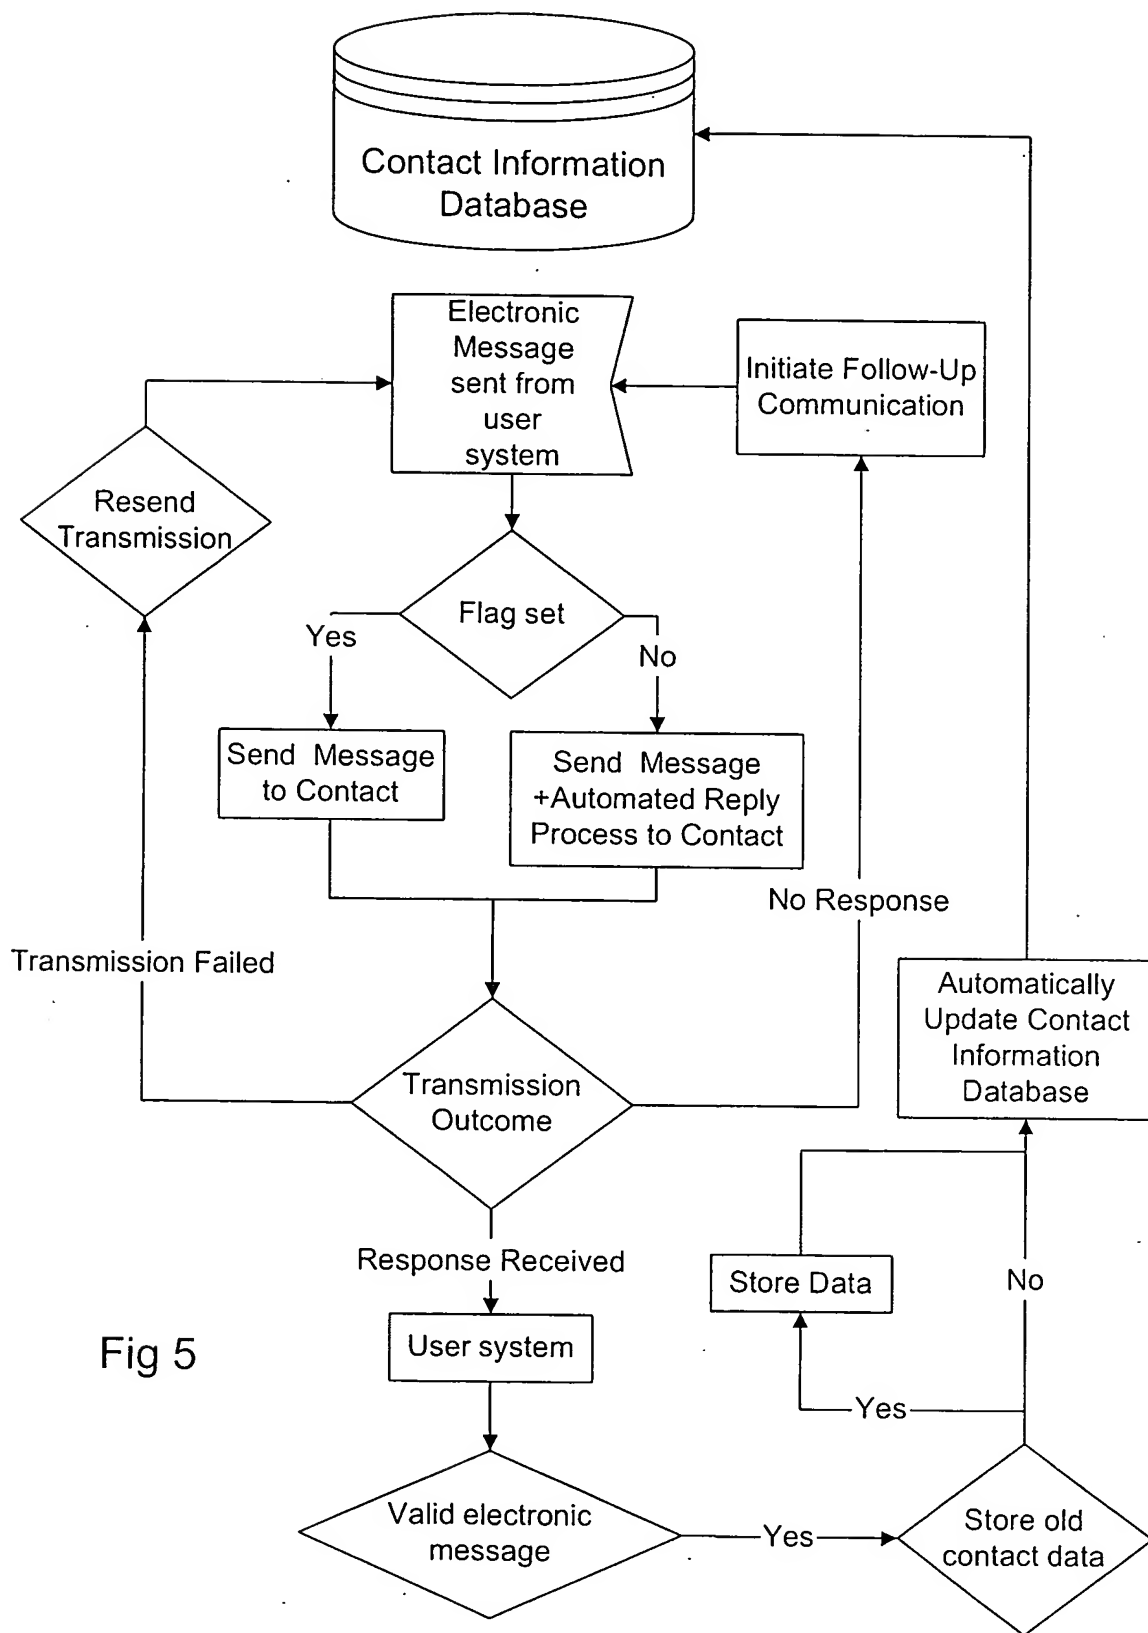 Contact Information
Database
Electronic
Message
sent from
user
system
Initiate Follow-Up
Communication
Resend
Transmission
Flag set
Yes
No
Send Message
to Contact
Send Message
+Automated Reply
Process to Contact
No Response
Transmission Failed
Automatically
Update Contact
Information
Database
Transmission
Outcome
Response Received
Store Data
No
User system
Fig 5
Yes
Valid electronic
message
Yes
Store old
contact data